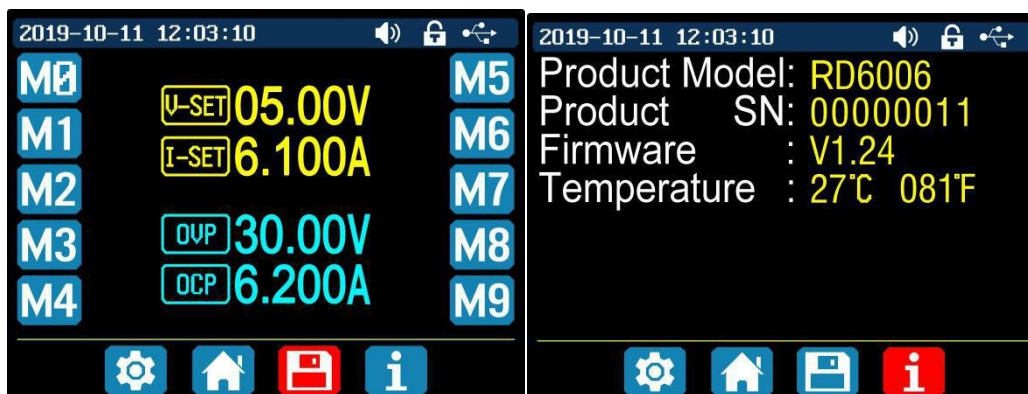 2019-10-11 12:03:10
M0
M1
M2
M3
M4
V-SET 05.00V
I-SET 6.100A
OVP 30.00V
OCP 6.200A
M5
M6
M7
M8
M9
i
2019-10-11 12:03:10
Product Model: RD6006
Product SN: 00000011
Firmware : V1.24
Temperature : 27℃ 081℉
i